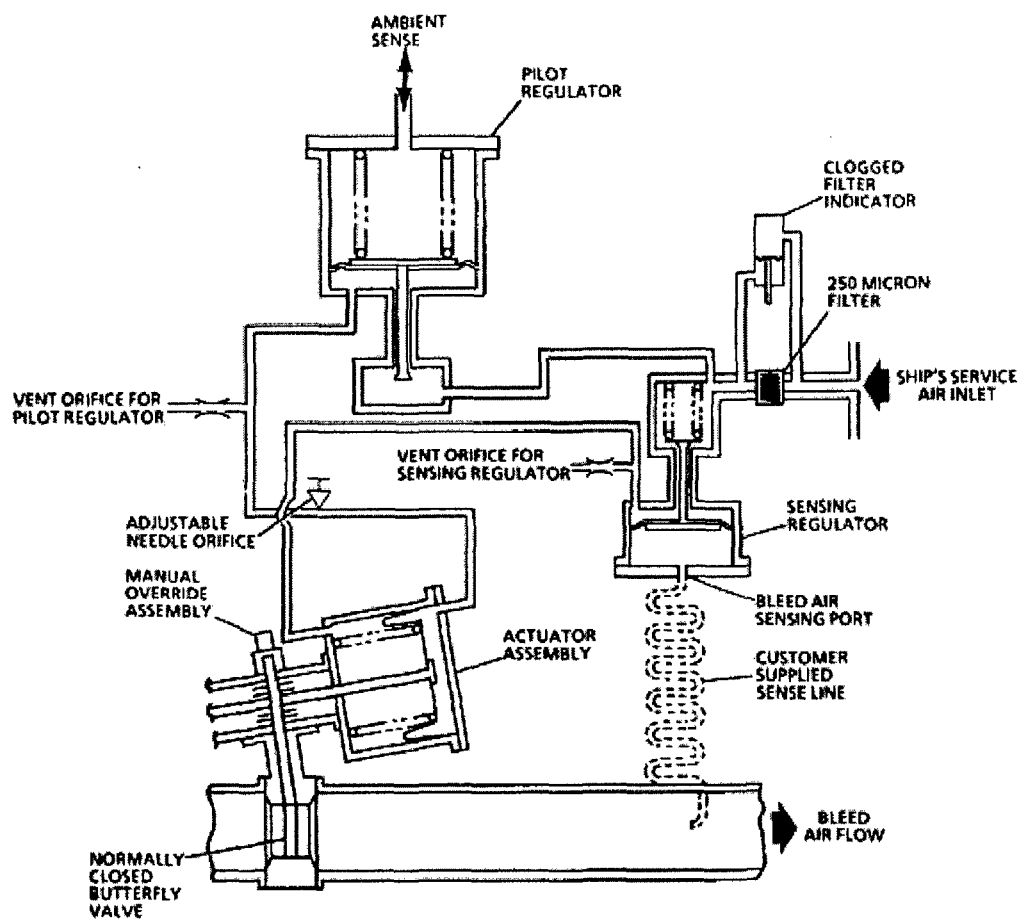 AMBIENT
SENSE
PILOT
REGULATOR
CLOGGED
FILTER
INDICATOR
250 MICRON
FILTER
SHIP'S SERVICE
AIR INLET
VENT ORIFICE FOR
PILOT REGULATOR
VENT ORIFICE FOR
SENSING REGULATOR
SENSING
REGULATOR
ADJUSTABLE
NEEDLE ORIFICE
MANUAL
OVERRIDE
ASSEMBLY
BLEED AIR
SENSING PORT
ACTUATOR
ASSEMBLY
CUSTOMER
SUPPLIED
SENSE LINE
BLEED
AIR FLOW
NORMALLY
CLOSED
BUTTERFLY
VALVE